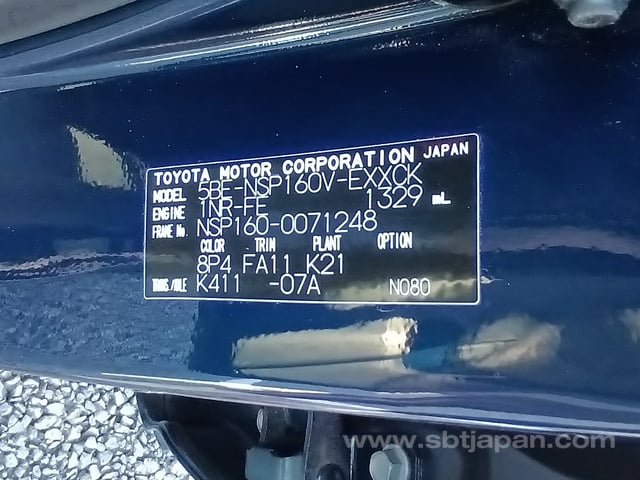 TOYOTA MOTOR CORPORATION JAPAN
MODEL 5BF-NSP160V-EXXCK
ENGINE 1NR-FE 1329 mL
FRAME No. NSP160-0071248
COLOR TRIM PLANT OPTION
8P4 FA11 K21
TRANS./AXLE K411 -07A N080
www.sbtjapan.com